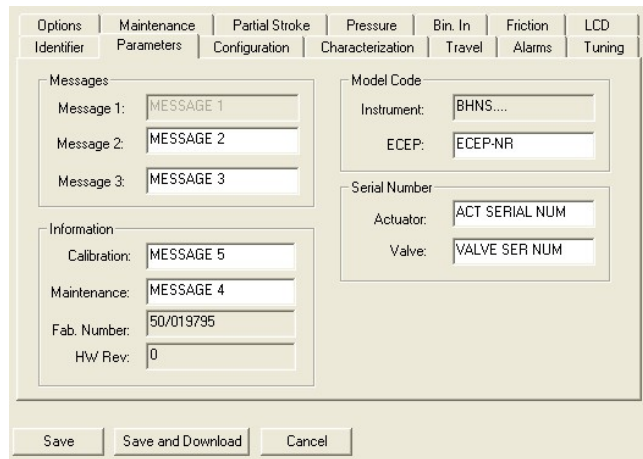 Options Maintenance Partial Stroke Pressure Bin. In Friction LCD
Identifier Parameters Configuration Characterization Travel Alarms Tuning
Messages
Message 1: MESSAGE 1
Message 2: MESSAGE 2
Message 3: MESSAGE 3
Information
Calibration: MESSAGE 5
Maintenance: MESSAGE 4
Fab. Number: 50/019795
HW Rev: 0
Model Code
Instrument: BHNS....
ECEP: ECEP-NR
Serial Number
Actuator: ACT SERIAL NUM
Valve: VALVE SER NUM
Save Save and Download Cancel